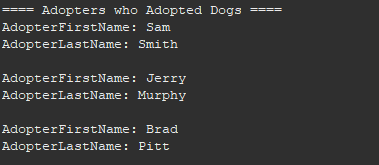 ==== Adopters who Adopted Dogs ====
AdopterFirstName: Sam
AdopterLastName: Smith
AdopterFirstName: Jerry
AdopterLastName: Murphy
AdopterFirstName: Brad
AdopterLastName: Pitt